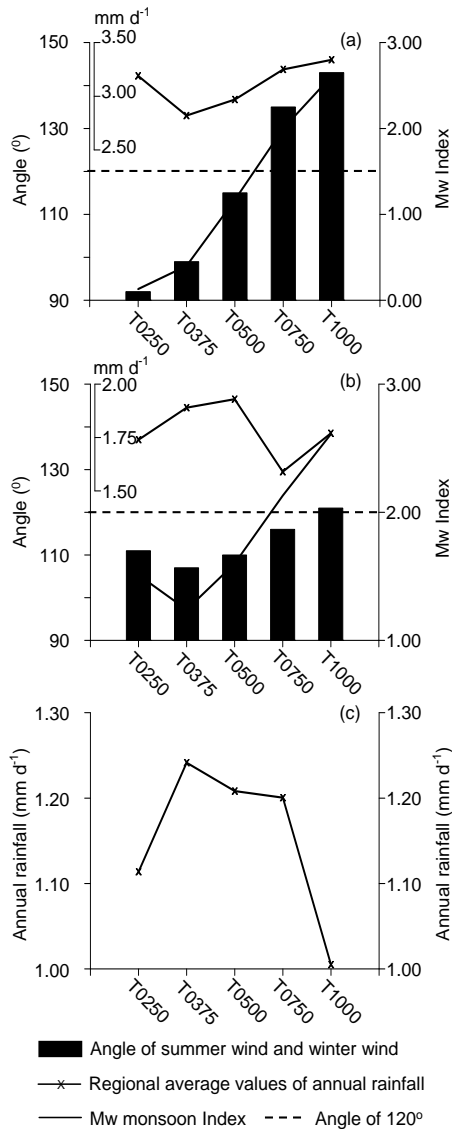 mm d-1
3.50
3.00
2.50
(a)
150
130
110
90
Angle (o)
3.00
2.00
1.00
0.00
Mw Index
T0250 T0375 T0500 T0750 T1000
mm d-1
2.00
1.75
1.50
(b)
150
130
110
90
Angle (o)
3.00
2.00
1.00
Mw Index
T0250 T0375 T0500 T0750 T1000
(c)
1.30
1.20
1.10
1.00
Annual rainfall (mm d-1)
1.30
1.20
1.10
1.00
Annual rainfall (mm d-1)
T0250 T0375 T0500 T0750 T1000
Angle of summer wind and winter wind
Regional average values of annual rainfall
Mw monsoon Index Angle of 120o